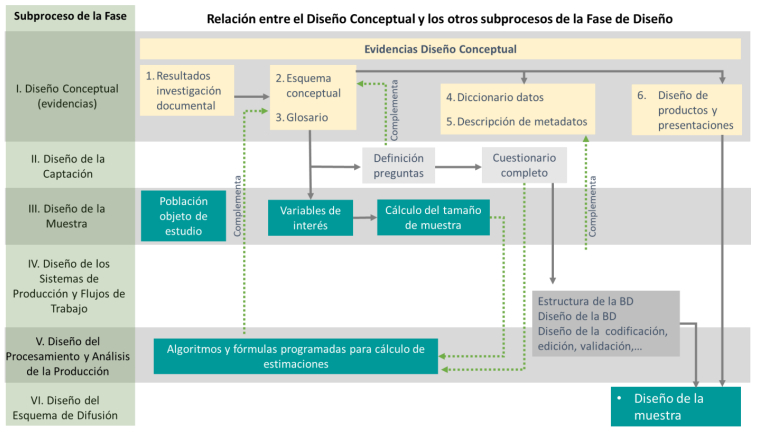 Subproceso de la Fase
Relación entre el Diseño Conceptual y los otros subprocesos de la Fase de Diseño
Evidencias Diseño Conceptual
I. Diseño Conceptual
(evidencias)
1. Resultados
investigación
documental
2. Esquema
conceptual
3. Glosario
Complementa
4. Diccionario datos
5. Descripción de metadatos
6. Diseño de
productos y
presentaciones
II. Diseño de la
Captación
Definición
preguntas
Cuestionario
completo
III. Diseño de la
Muestra
Población
objeto de
estudio
Complementa
Variables de
interés
Cálculo del tamaño
de muestra
Complementa
IV. Diseño de los
Sistemas de
Producción y Flujos de
Trabajo
Estructura de la BD
Diseño de la BD
Diseño de la codificación,
edición, validación,...
V. Diseño del
Procesamiento y Análisis
de la Producción
Algoritmos y fórmulas programadas para cálculo de
estimaciones
VI. Diseño del
Esquema de Difusión
• Diseño de la
muestra